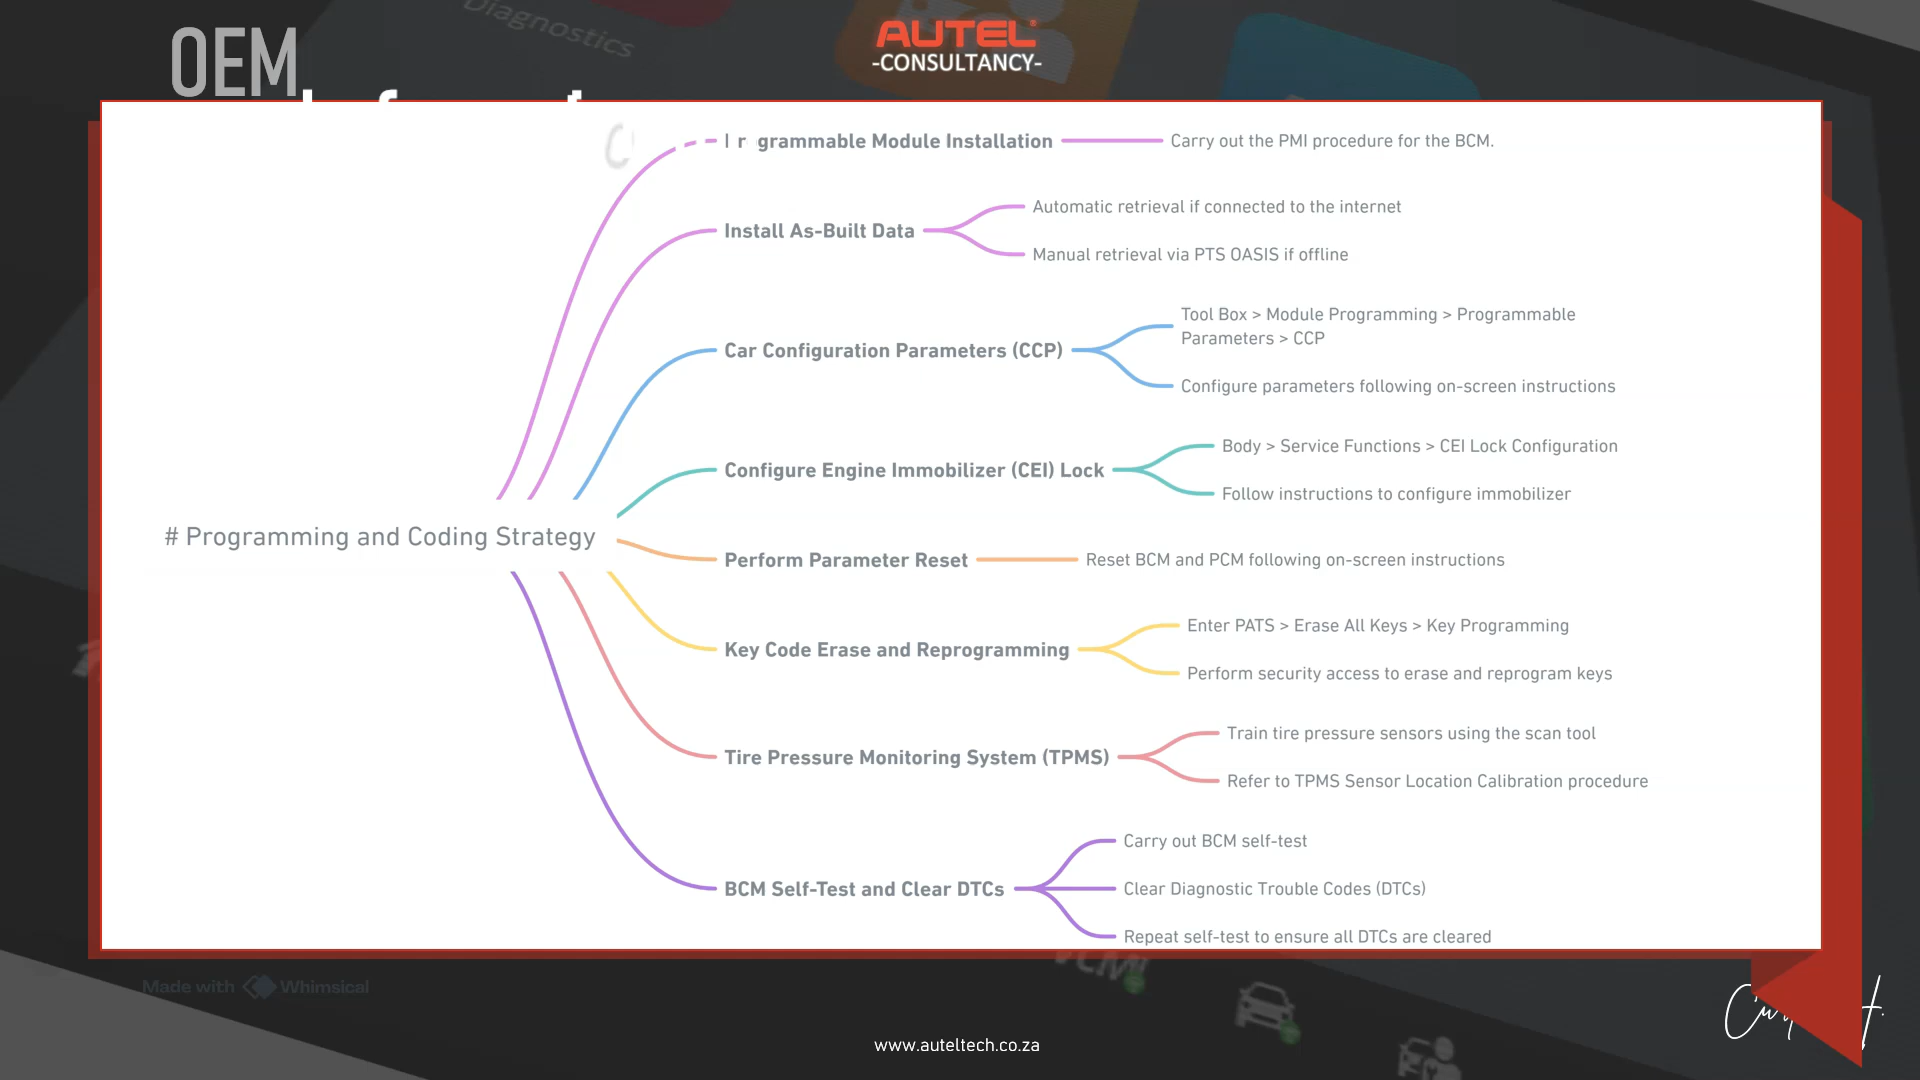 Diagnostics
OEM
AUTEL
-CONSULTANCY-
grammable Module Installation
Carry out the PMI procedure for the BCM.
Install As-Built Data
Automatic retrieval if connected to the internet
Manual retrieval via PTS OASIS if offline
Car Configuration Parameters (CCP)
Tool Box > Module Programming > Programmable
Parameters > CCP
Configure parameters following on-screen instructions
Configure Engine Immobilizer (CEI) Lock
Body > Service Functions > CEI Lock Configuration
Follow instructions to configure immobilizer
# Programming and Coding Strategy
Perform Parameter Reset
Reset BCM and PCM following on-screen instructions
Key Code Erase and Reprogramming
Enter PATS > Erase All Keys > Key Programming
Perform security access to erase and reprogram keys
Tire Pressure Monitoring System (TPMS)
Train tire pressure sensors using the scan tool
Refer to TPMS Sensor Location Calibration procedure
BCM Self-Test and Clear DTCs
Carry out BCM self-test
Clear Diagnostic Trouble Codes (DTCs)
Repeat self-test to ensure all DTCs are cleared
Made with Whimsical
www.auteltech.co.za